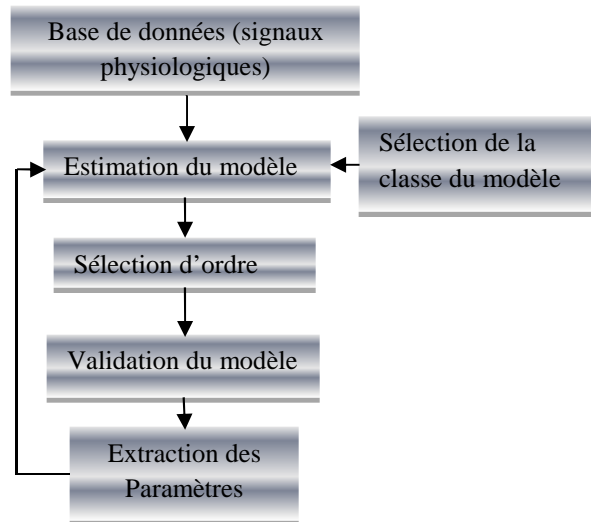 Base de données (signaux
physiologiques)
Estimation du modèle
Sélection de la
classe du modèle
Sélection d’ordre
Validation du modèle
Extraction des
Paramètres